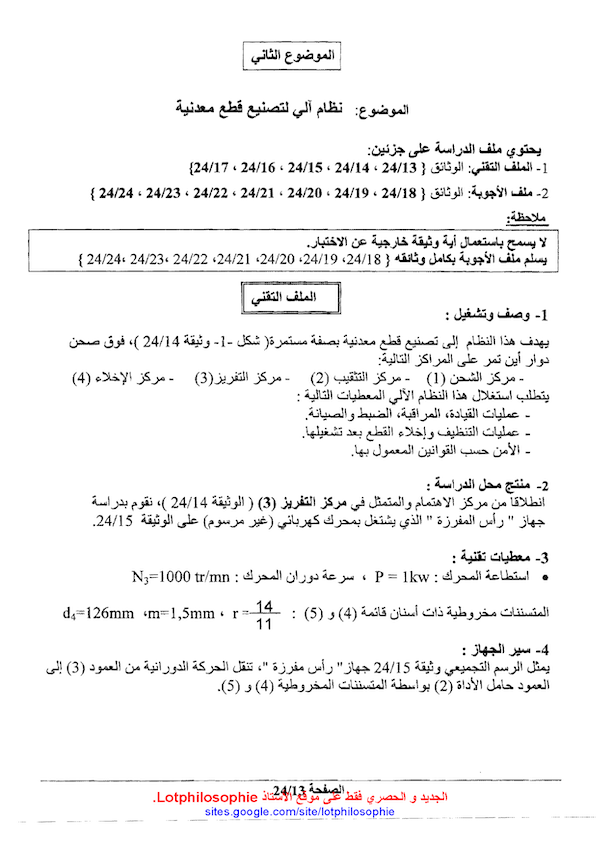 الموضوع الثاني
الموضوع: نظام آلي لتصنيع قطع معدنية
يحتوي ملف الدراسة على جزئين:
1- الملف التقني: الوثائق { 24/13 ، 24/14 ، 24/15 ، 24/16 ، 24/17}
2- ملف الأجوبة: الوثائق { 24/18 ، 24/19 ، 24/20 ، 24/21 ، 24/22 ، 24/23 ، 24/24 }
ملاحظة:
لا يسمح باستعمال أية وثيقة خارجية عن الاختبار.
يسلم ملف الأجوبة بكامل وثائقه { 24/18، 24/19، 24/20، 24/21، 24/22 ،24/23 ،24/24 }
الملف التقني
1- وصف وتشغيل :
يهدف هذا النظام إلى تصنيع قطع معدنية بصفة مستمرة( شكل -1- وثيقة 24/14 )، فوق صحن
دوار أين تمر على المراكز التالية:
- مركز الشحن (1) - مركز التثقيب (2) - مركز التفريز(3) - مركز الإخلاء (4)
يتطلب استغلال هذا النظام الآلي المعطيات التالية :
- عمليات القيادة، المراقبة، الضبط والصيانة.
- عمليات التنظيف وإخلاء القطع بعد تشغيلها.
- الأمن حسب القوانين المعمول بها.
2- منتج محل الدراسة :
انطلاقا من مركز الاهتمام والمتمثل في مركز التفريز (3) ( الوثيقة 24/14 )، نقوم بدراسة
جهاز " رأس المفرزة " الذي يشتغل بمحرك كهرباني (غير مرسوم) على الوثيقة 24/15.
3- معطيات تقنية :
• استطاعة المحرك : P = 1kw ، سرعة دوران المحرك : N3=1000 tr/mn
المتسننات مخروطية ذات أسنان قائمة (4) و (5) : d4=126mm ،m=1,5mm ، r = 14/11
4- سير الجهاز :
يمثل الرسم التجميعي وثيقة 24/15 جهاز" رأس مفرزة "، تنقل الحركة الدورانية من العمود (3) إلى
العمود حامل الأداة (2) بواسطة المتسننات المخروطية (4) و (5).
الصفحة 24/13
الجديد و الحصري فقط على موقع الأستاذ Lotphilosophie.
sites.google.com/site/lotphilosophie